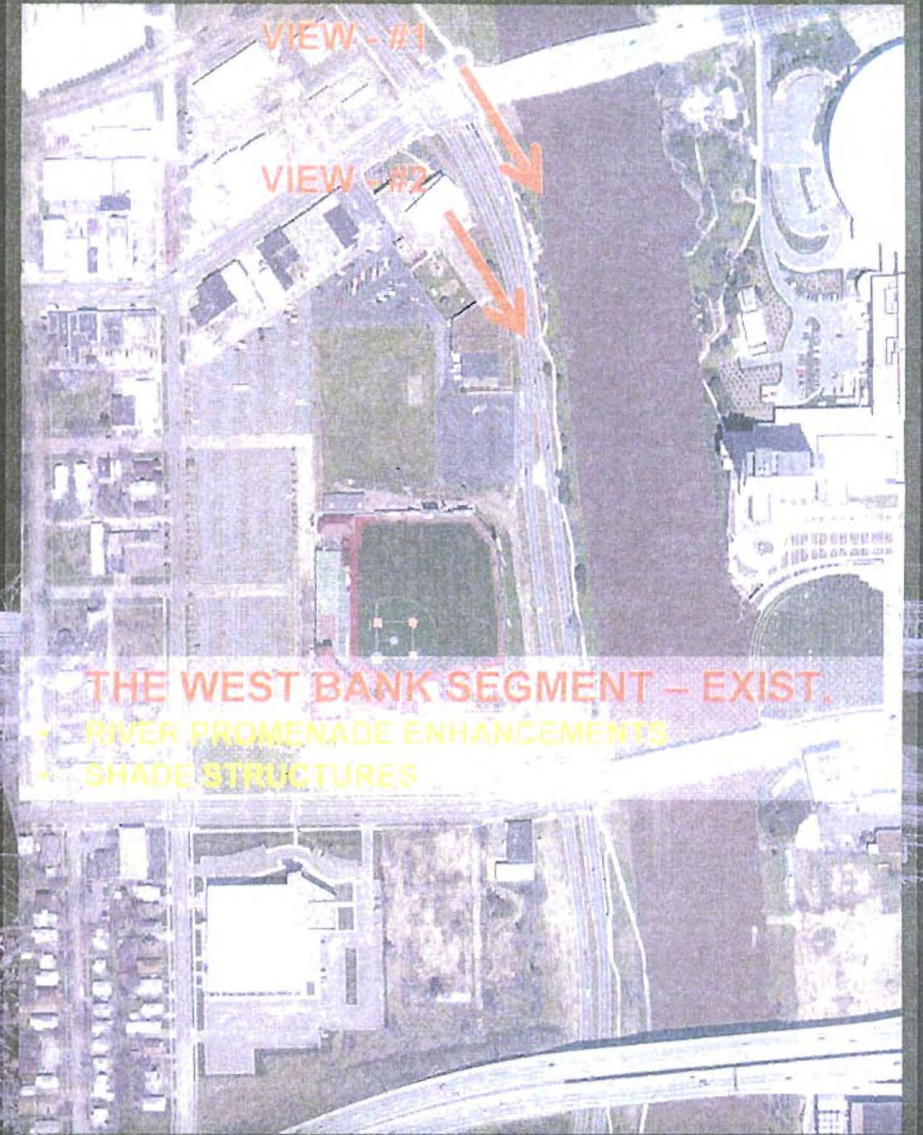 VIEW - #1
VIEW - #2
THE WEST BANK SEGMENT – EXIST.
• RIVER PROMENADE ENHANCEMENTS
• SHADE STRUCTURES